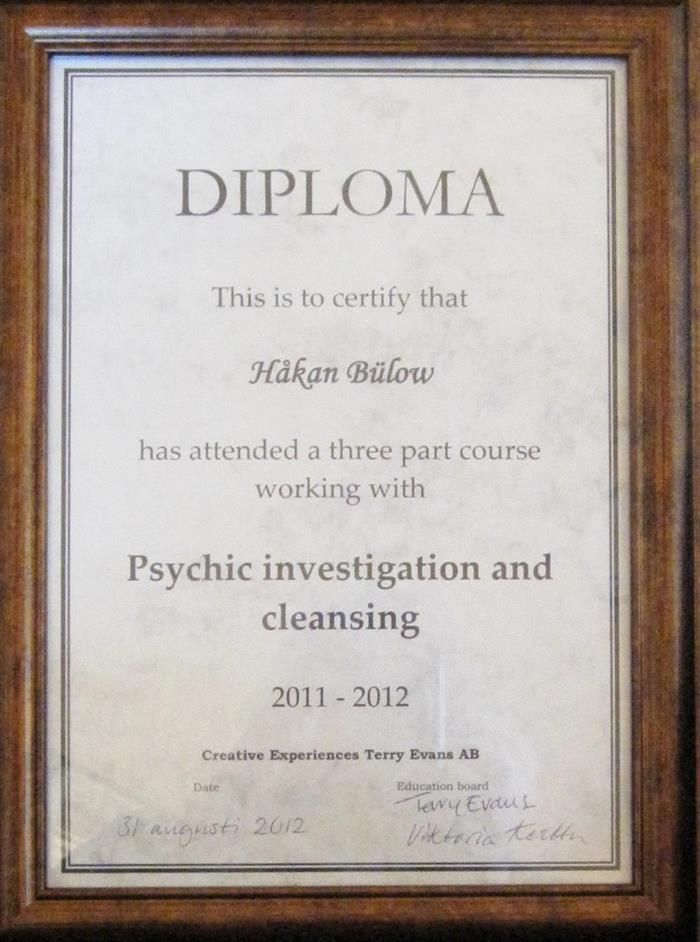 DIPLOMA
This is to certify that
Håkan Bülow
has attended a three part course
working with
Psychic investigation and
cleansing
2011 - 2012
Creative Experiences Terry Evans AB
Date
Education board
Terry Evans
31 augusti 2012
Viktoria